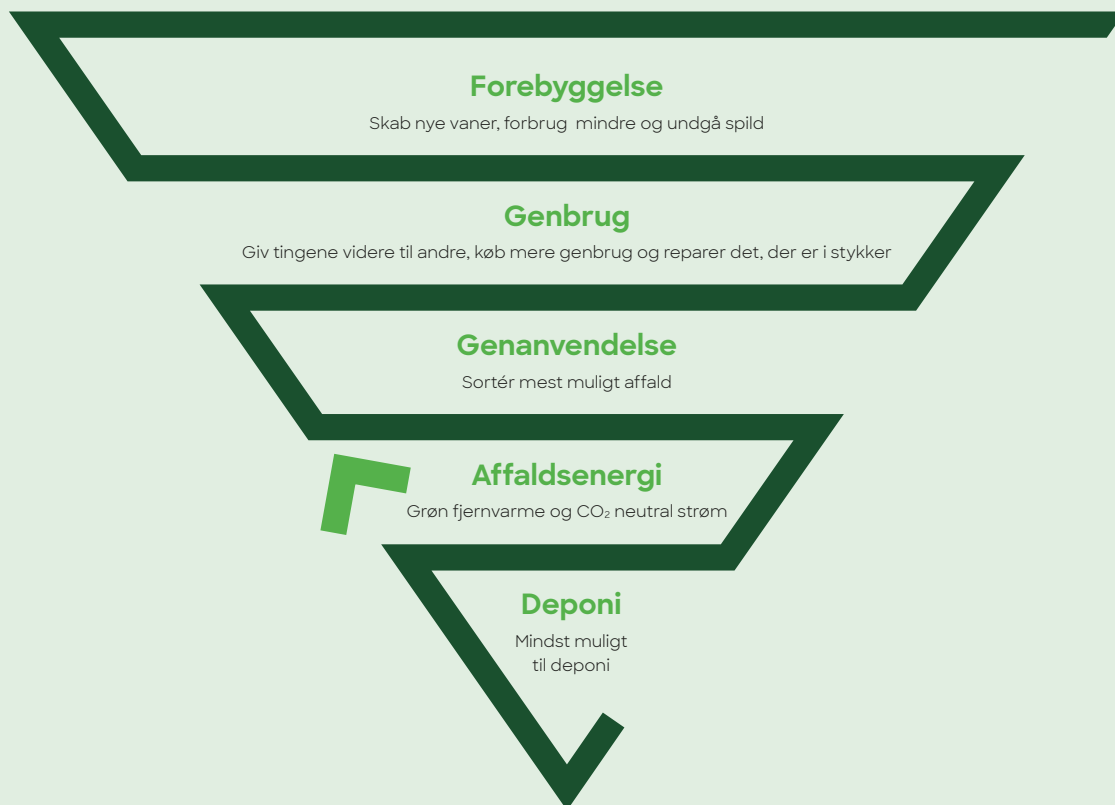 Forebyggelse
Skab nye vaner, forbrug  mindre og undgå spild
Genbrug
Giv tingene videre til andre, køb mere genbrug og reparer det, der er i stykker
Genanvendelse
Sortér mest muligt affald
Affaldsenergi
Grøn fjernvarme og CO₂ neutral strøm
Deponi
Mindst muligt
til deponi